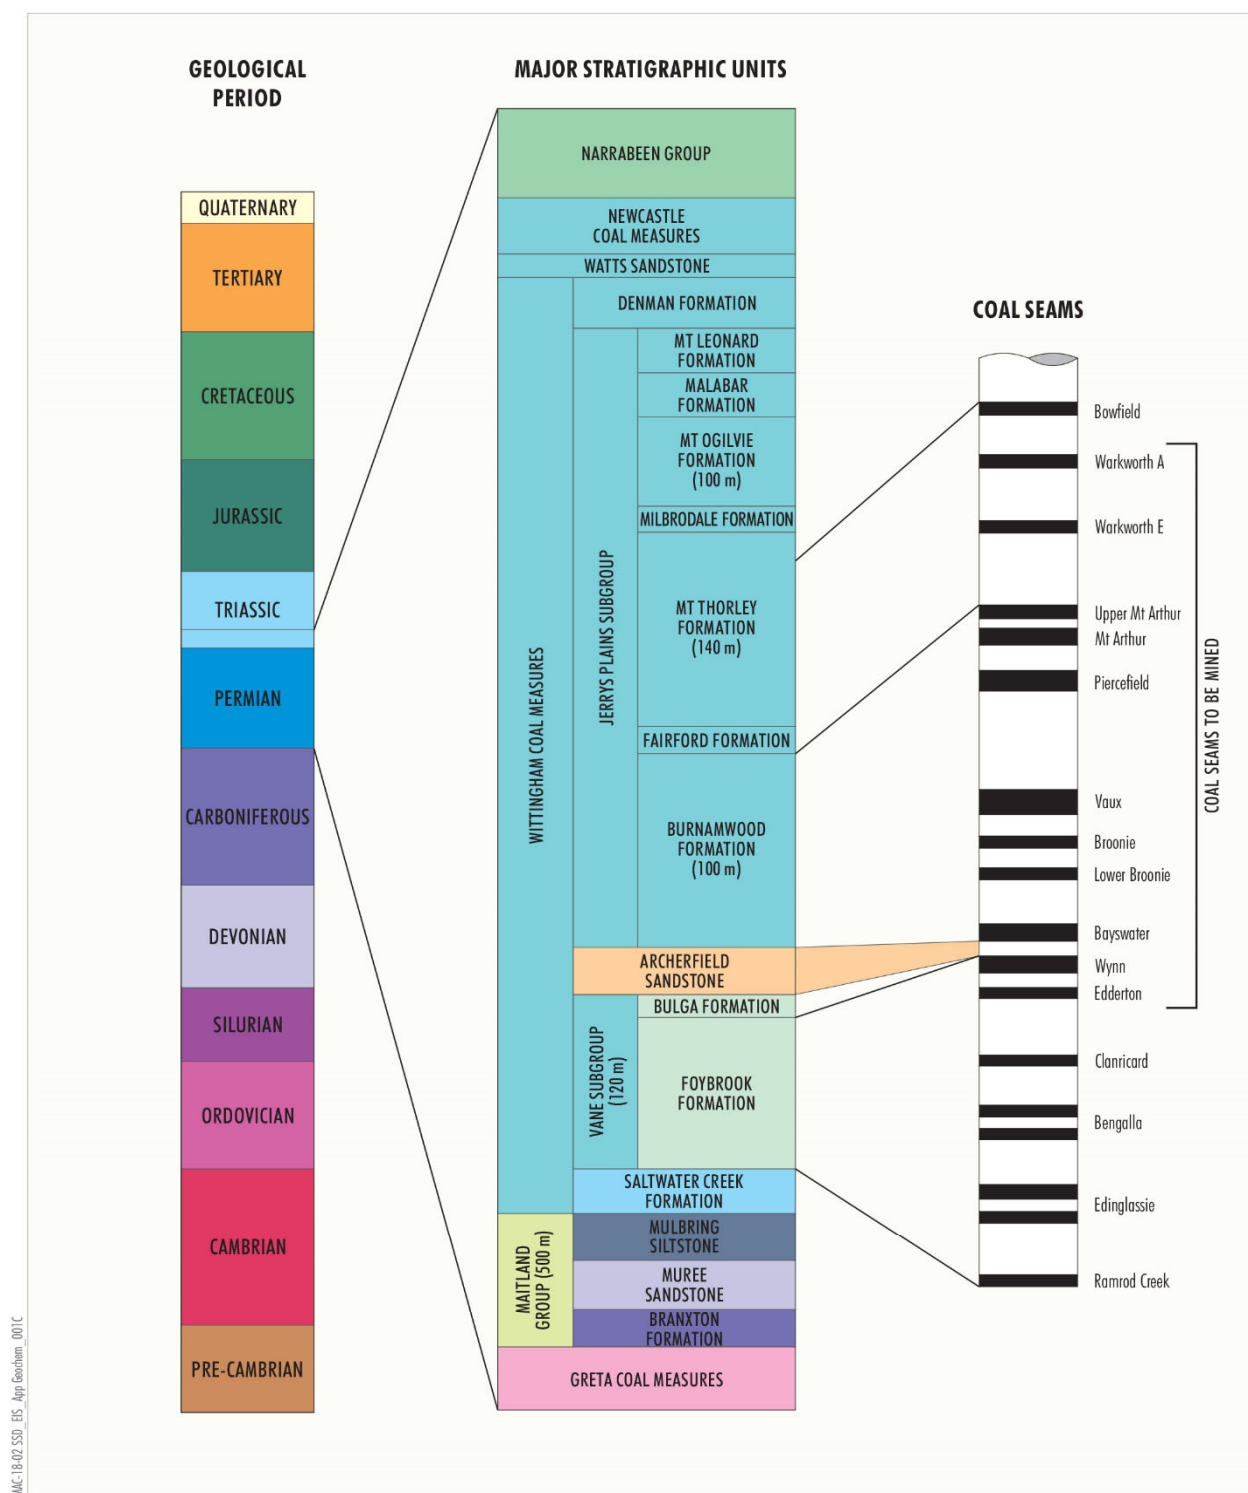 GEOLOGICAL
PERIOD
QUATERNARY
TERTIARY
CRETACEOUS
JURASSIC
TRIASSIC
PERMIAN
CARBONIFEROUS
DEVONIAN
SILURIAN
ORDOVICIAN
CAMBRIAN
PRE-CAMBRIAN
MAJOR STRATIGRAPHIC UNITS
NARRABEEN GROUP
NEWCASTLE
COAL MEASURES
WATTS SANDSTONE
WITTINGHAM COAL MEASURES
DENMAN FORMATION
JERRYS PLAINS SUBGROUP
MT LEONARD
FORMATION
MALABAR
FORMATION
MT OGILVIE
FORMATION
(100 m)
MILBRODALE FORMATION
MT THORLEY
FORMATION
(140 m)
FAIRFORD FORMATION
BURNAMWOOD
FORMATION
(100 m)
ARCHERFIELD
SANDSTONE
VANE SUBGROUP
(120 m)
BULGA FORMATION
FOYBROOK
FORMATION
SALTWATER CREEK
FORMATION
MAITLAND
GROUP (500 m)
MULBRING
SILTSTONE
MUREE
SANDSTONE
BRANXTON
FORMATION
GRETA COAL MEASURES
COAL SEAMS
Bowfield
Warkworth A
Warkworth E
Upper Mt Arthur
Mt Arthur
Piercefield
Vaux
Broonie
Lower Broonie
Bayswater
Wynn
Edderton
Clanricard
Bengalla
Edinglassie
Ramrod Creek
COAL SEAMS TO BE MINED
MAC-18-02 SSD_EIS_App Geochem_001C